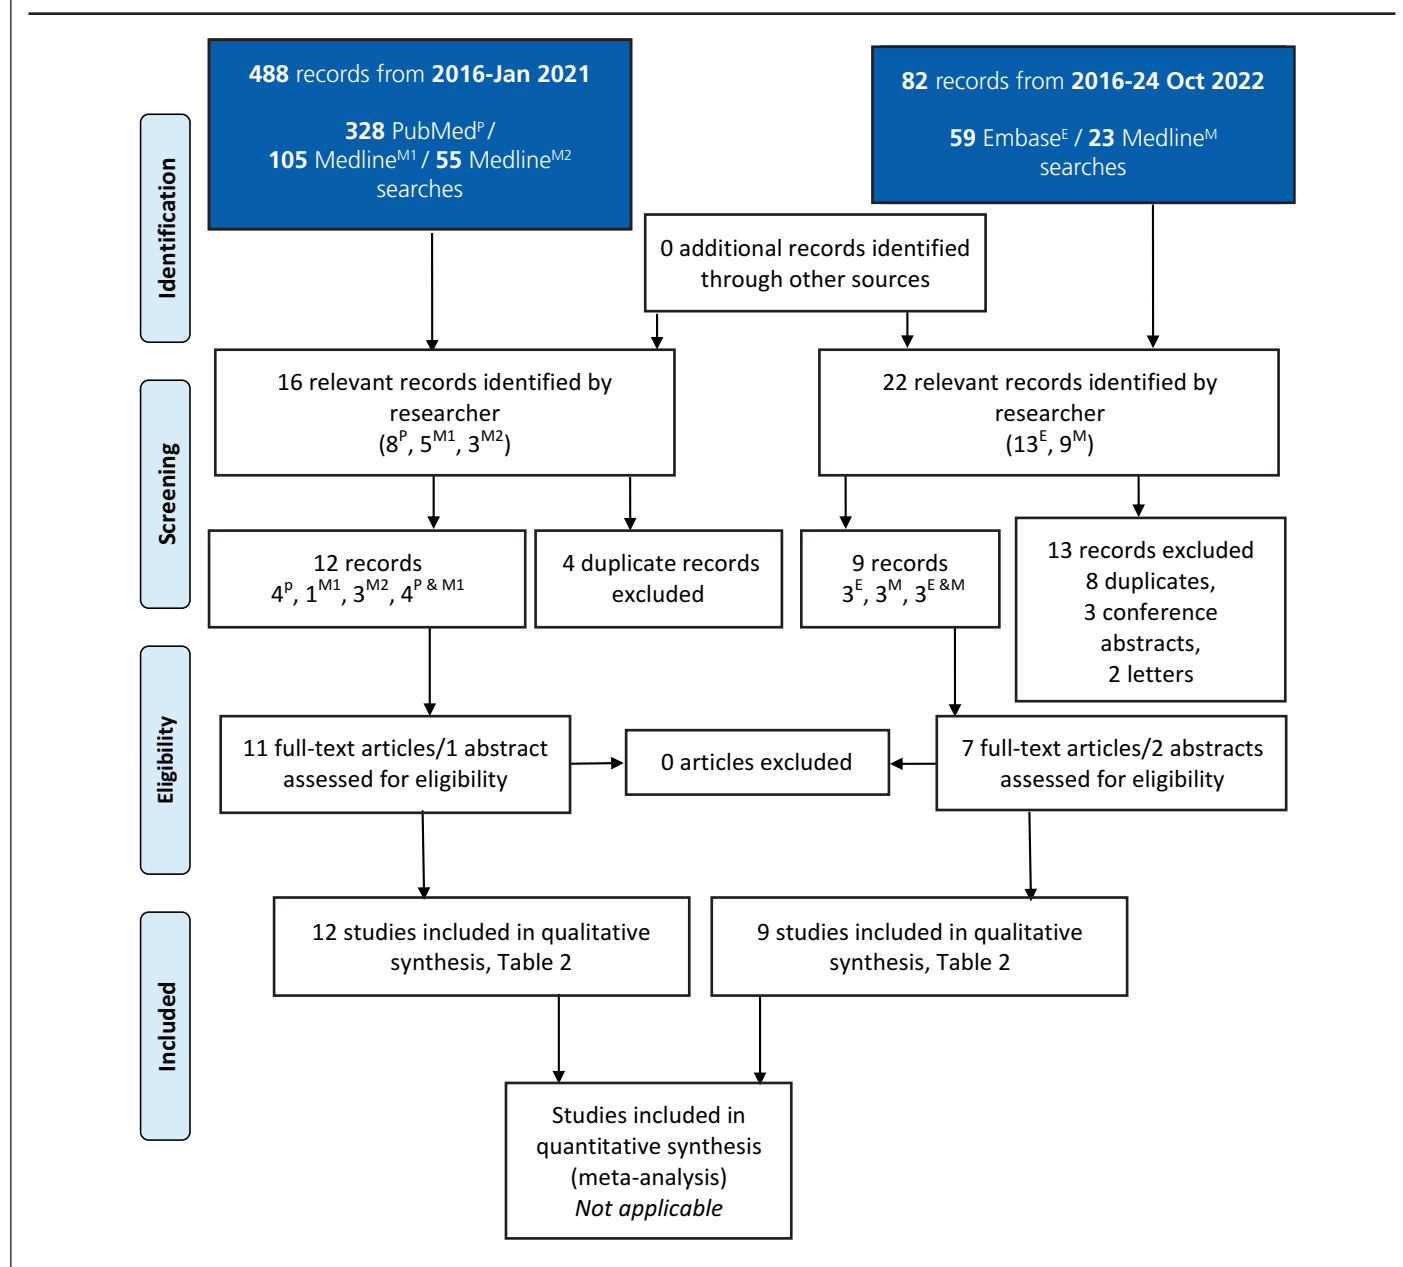 488 records from 2016-Jan 2021
328 PubMedᴾ /
105 Medlineᴹ¹ / 55 Medlineᴹ²
searches
82 records from 2016-24 Oct 2022
59 Embaseᴱ / 23 Medlineᴹ
searches
Identification
0 additional records identified
through other sources
16 relevant records identified by
researcher
(8ᴾ, 5ᴹ¹, 3ᴹ²)
22 relevant records identified by
researcher
(13ᴱ, 9ᴹ)
Screening
12 records
4ᵖ, 1ᴹ¹, 3ᴹ², 4ᴾ & ᴹ¹
4 duplicate records
excluded
9 records
3ᴱ, 3ᴹ, 3ᴱ &ᴹ
13 records excluded
8 duplicates,
3 conference
abstracts,
2 letters
Eligibility
11 full-text articles/1 abstract
assessed for eligibility
0 articles excluded
7 full-text articles/2 abstracts
assessed for eligibility
Included
12 studies included in qualitative
synthesis, Table 2
9 studies included in qualitative
synthesis, Table 2
Studies included in
quantitative synthesis
(meta-analysis)
Not applicable